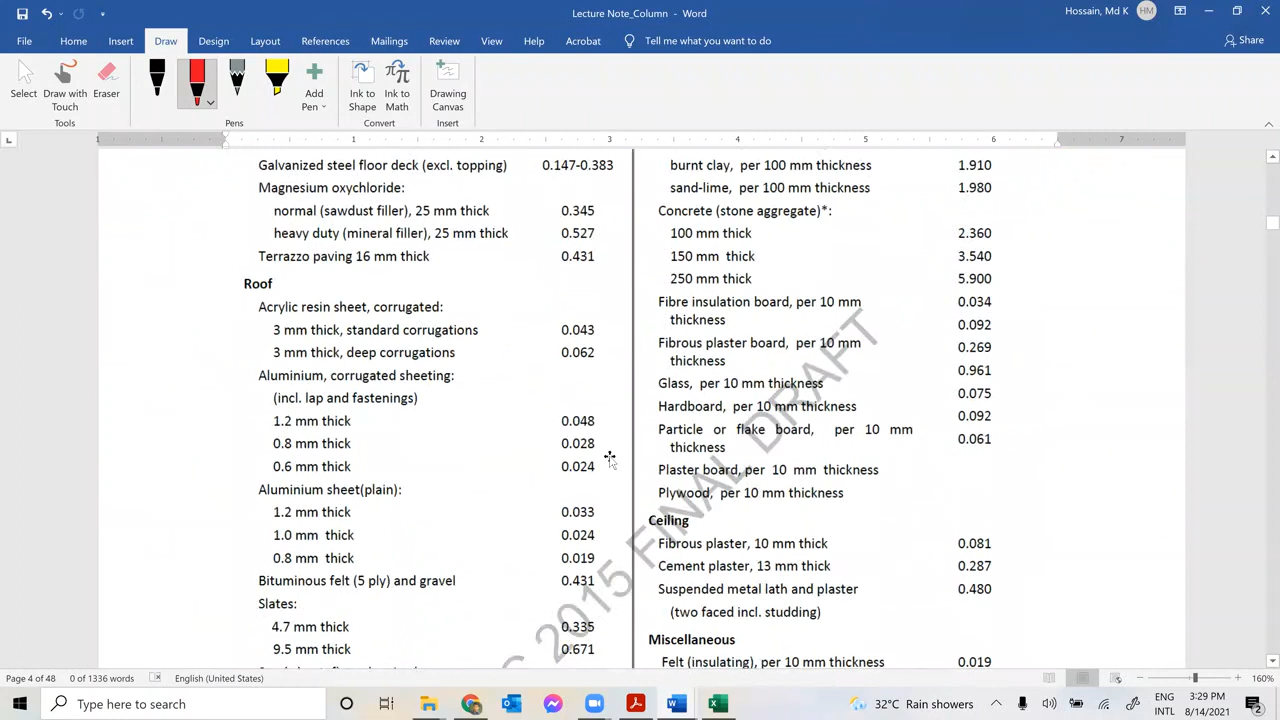 Lecture Note_Column - Word
Hossain, Md K
HM
File Home Insert Draw Design Layout References Mailings Review View Help Acrobat Tell me what you want to do
Share
Select
Draw with Touch
Eraser
Add Pen
Ink to Shape
Ink to Math
Drawing Canvas
Tools
Pens
Convert
Insert
1 1 2 3 4 5 6 7
Galvanized steel floor deck (excl. topping) 0.147-0.383
Magnesium oxychloride:
normal (sawdust filler), 25 mm thick 0.345
heavy duty (mineral filler), 25 mm thick 0.527
Terrazzo paving 16 mm thick 0.431
Roof
Acrylic resin sheet, corrugated:
3 mm thick, standard corrugations 0.043
3 mm thick, deep corrugations 0.062
Aluminium, corrugated sheeting:
(incl. lap and fastenings)
1.2 mm thick 0.048
0.8 mm thick 0.028
0.6 mm thick 0.024
Aluminium sheet(plain):
1.2 mm thick 0.033
1.0 mm thick 0.024
0.8 mm thick 0.019
Bituminous felt (5 ply) and gravel 0.431
Slates:
4.7 mm thick 0.335
9.5 mm thick 0.671
burnt clay, per 100 mm thickness 1.910
sand-lime, per 100 mm thickness 1.980
Concrete (stone aggregate)*:
100 mm thick 2.360
150 mm thick 3.540
250 mm thick 5.900
Fibre insulation board, per 10 mm 0.034
thickness 0.092
Fibrous plaster board, per 10 mm 0.269
thickness 0.961
Glass, per 10 mm thickness
0.075
Hardboard, per 10 mm thickness 0.092
Particle or flake board, per 10 mm 0.061
thickness
Plaster board, per 10 mm thickness
Plywood, per 10 mm thickness
Ceiling
Fibrous plaster, 10 mm thick 0.081
Cement plaster, 13 mm thick 0.287
Suspended metal lath and plaster 0.480
(two faced incl. studding)
Miscellaneous
Felt (insulating), per 10 mm thickness 0.019
C 2015 FINAL DRAFT
Page 4 of 48 0 of 1336 words English (United States)
160%
Type here to search
32°C Rain showers
ENG
INTL
3:29 PM
8/14/2021
2